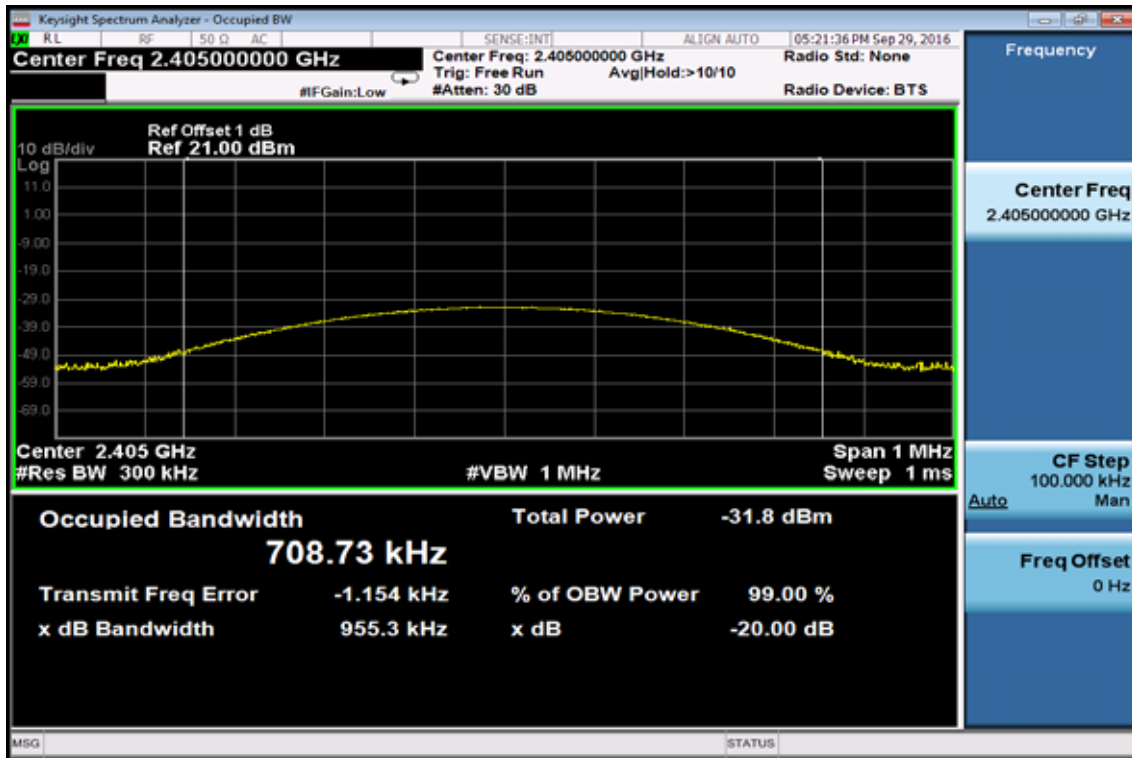 Keysight Spectrum Analyzer - Occupied BW
RL RF 50 Ω AC SENSE:INT ALIGN AUTO 05:21:36 PM Sep 29, 2016
Center Freq 2.405000000 GHz
#IFGain:Low
Center Freq: 2.405000000 GHz
Trig: Free Run Avg|Hold:>10/10
#Atten: 30 dB
Radio Std: None
Radio Device: BTS
Ref Offset 1 dB
10 dB/div Ref 21.00 dBm
Log
11.0
1.00
-9.00
-19.0
-29.0
-39.0
-49.0
-59.0
-69.0
Center 2.405 GHz Span 1 MHz
#Res BW 300 kHz #VBW 1 MHz Sweep 1 ms
Occupied Bandwidth Total Power -31.8 dBm
708.73 kHz
Transmit Freq Error -1.154 kHz % of OBW Power 99.00 %
x dB Bandwidth 955.3 kHz x dB -20.00 dB
MSG STATUS
Frequency
Center Freq
2.405000000 GHz
CF Step
100.000 kHz
Auto Man
Freq Offset
0 Hz